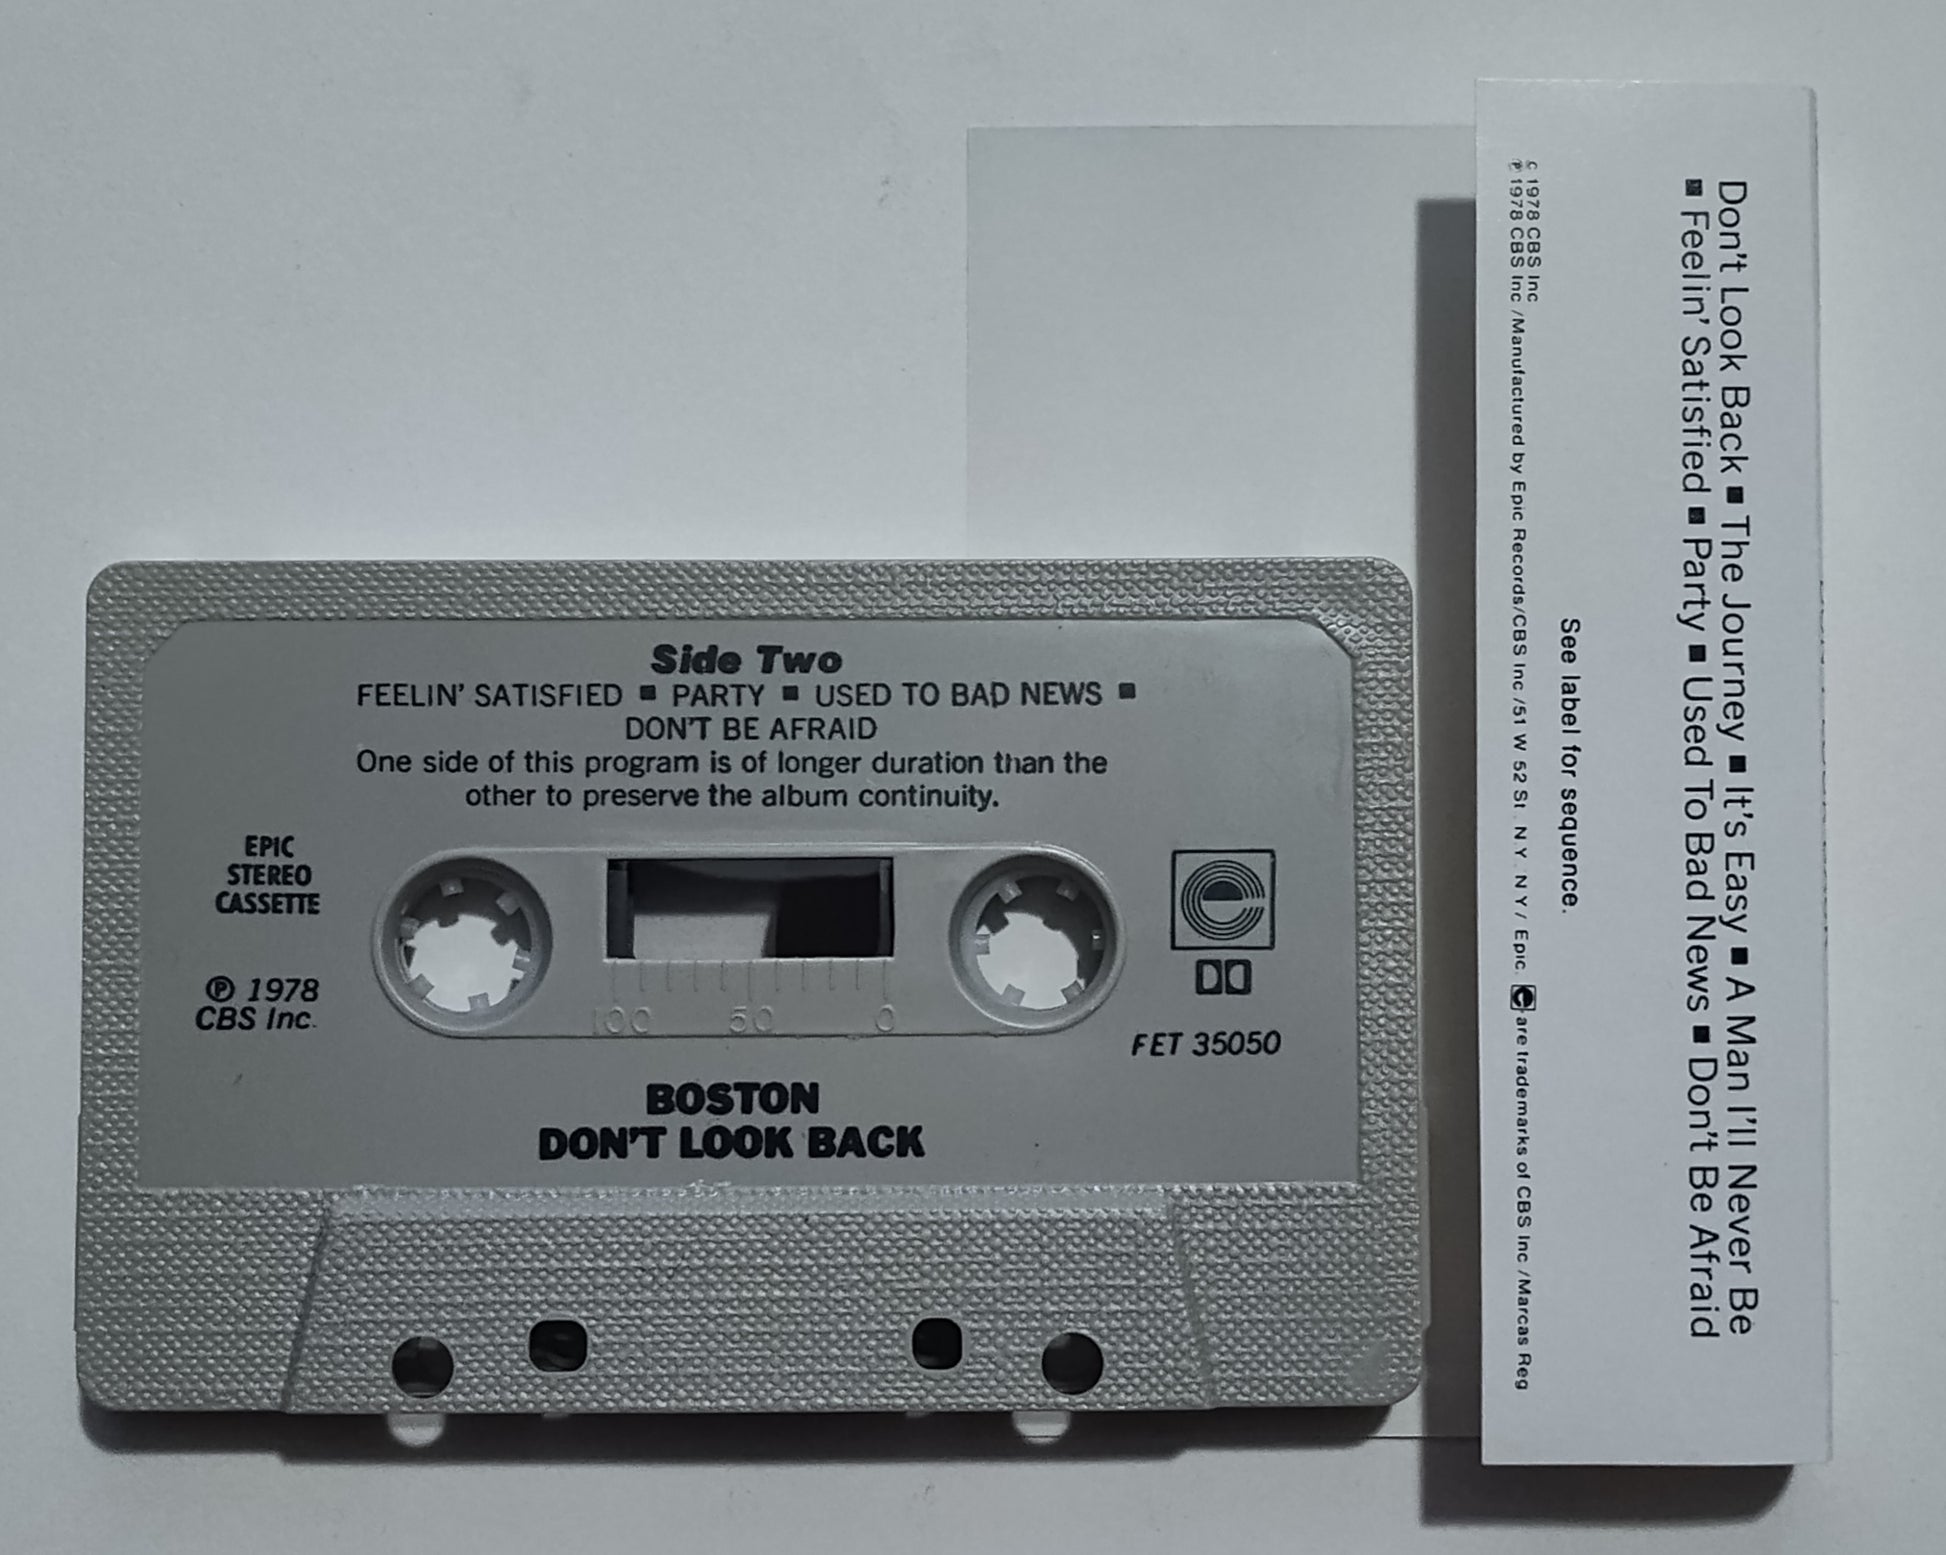 Side Two
FEELIN' SATISFIED ■ PARTY ■ USED TO BAD NEWS ■
DON'T BE AFRAID
One side of this program is of longer duration than the
other to preserve the album continuity.
EPIC
STEREO
CASSETTE
℗ 1978
CBS Inc.
100 50 0
FET 35050
BOSTON
DON'T LOOK BACK
Don't Look Back ■ The Journey ■ It's Easy ■ A Man I'll Never Be
■ Feelin' Satisfied ■ Party ■ Used To Bad News ■ Don't Be Afraid
See label for sequence.
© 1978 CBS Inc
℗ 1978 CBS Inc /Manufactured by Epic Records/CBS Inc /51 W 52 St. N Y. N Y/ Epic. e are trademarks of CBS Inc /Marcas Reg